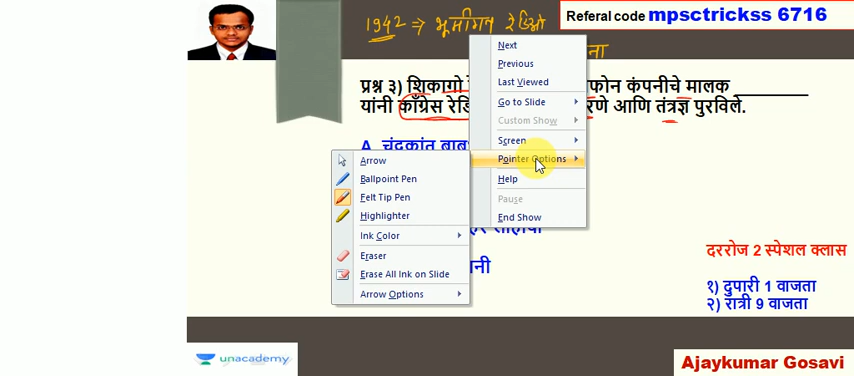 Referal code mpsctrickss 6716
1942 → भूमीगत रेडिओ
ना
प्रश्न ३) शिकागो फोन कंपनीचे मालक ________
यांनी काँग्रेस रेडि रणे आणि तंत्रज्ञ पुरविले.
A. चंद्रकांत बाब
नी
Next
Previous
Last Viewed
Go to Slide
Custom Show
Screen
Pointer Options
Help
Pause
End Show
Arrow
Ballpoint Pen
Felt Tip Pen
Highlighter
Ink Color
Eraser
Erase All Ink on Slide
Arrow Options
दररोज 2 स्पेशल क्लास
१) दुपारी 1 वाजता
२) रात्री 9 वाजता
unacademy
Ajaykumar Gosavi